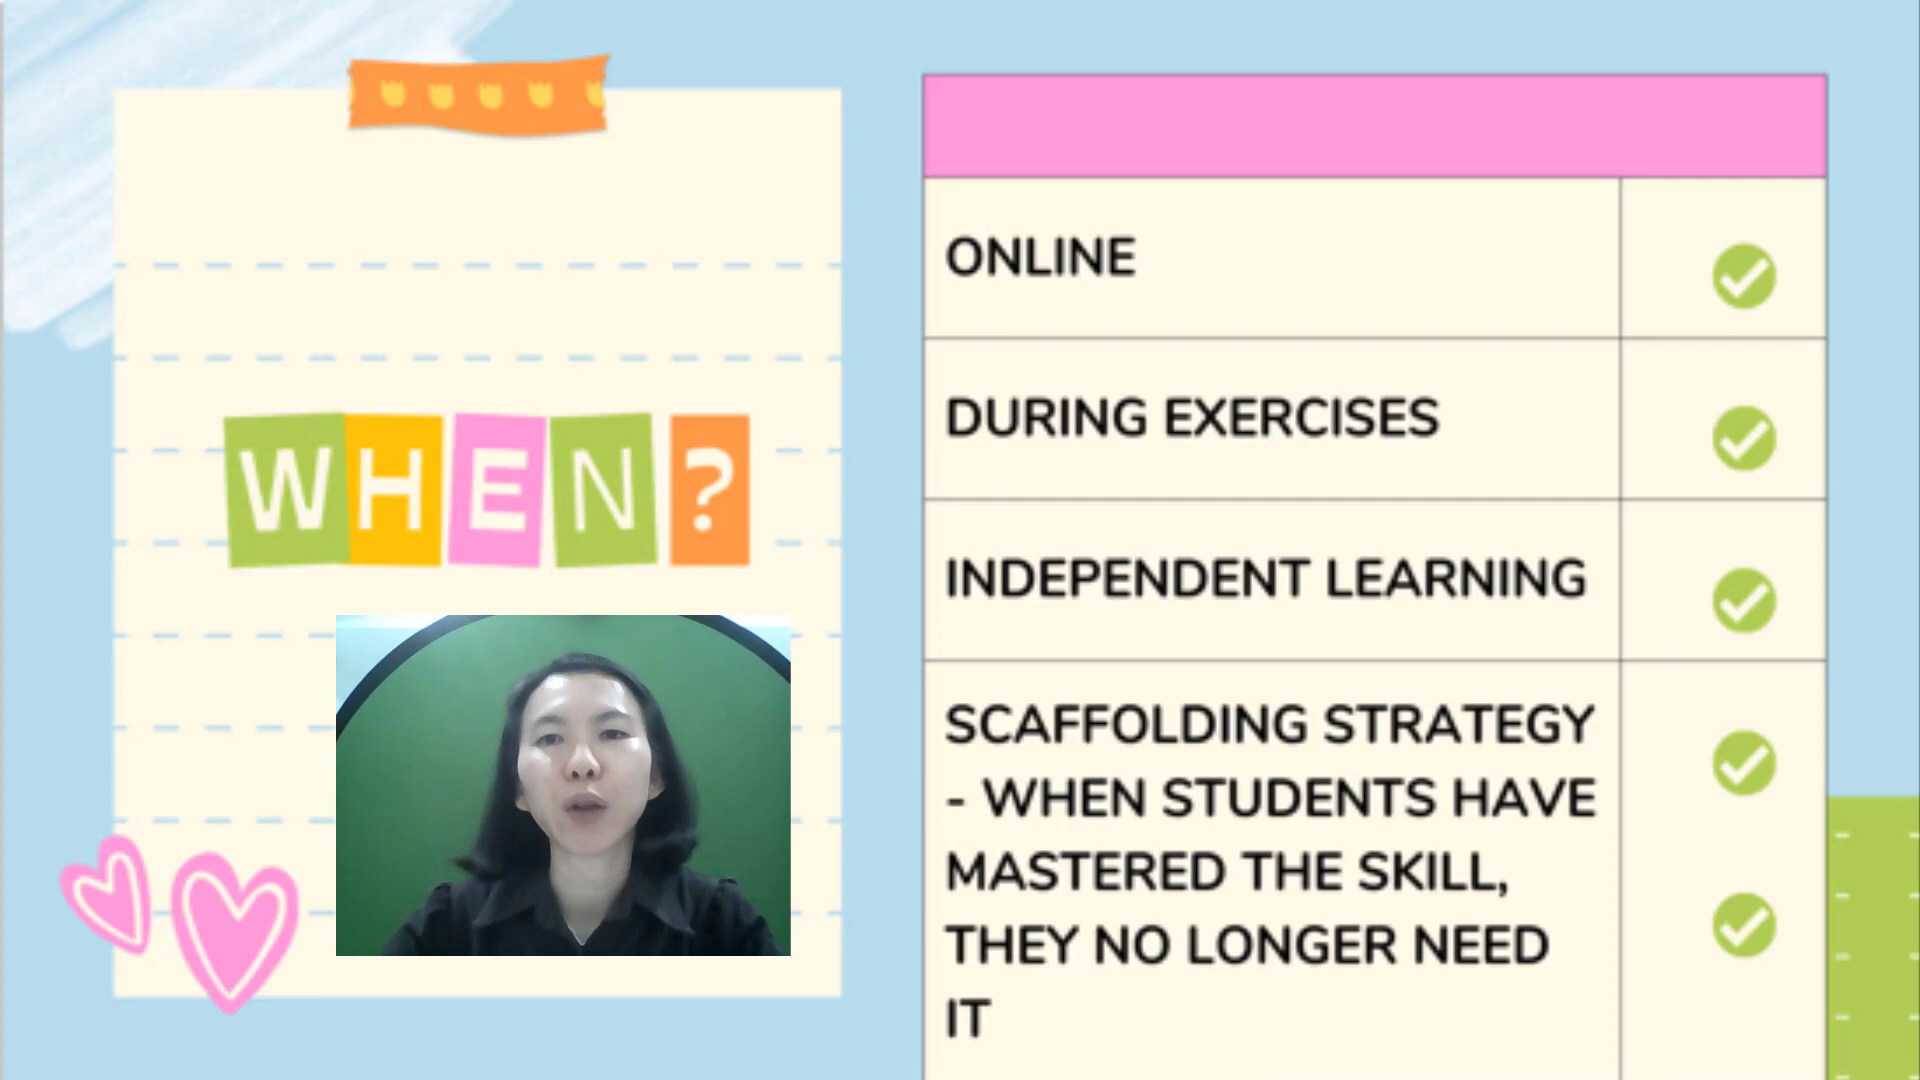 WHEN?
ONLINE
DURING EXERCISES
INDEPENDENT LEARNING
SCAFFOLDING STRATEGY
- WHEN STUDENTS HAVE
MASTERED THE SKILL,
THEY NO LONGER NEED
IT